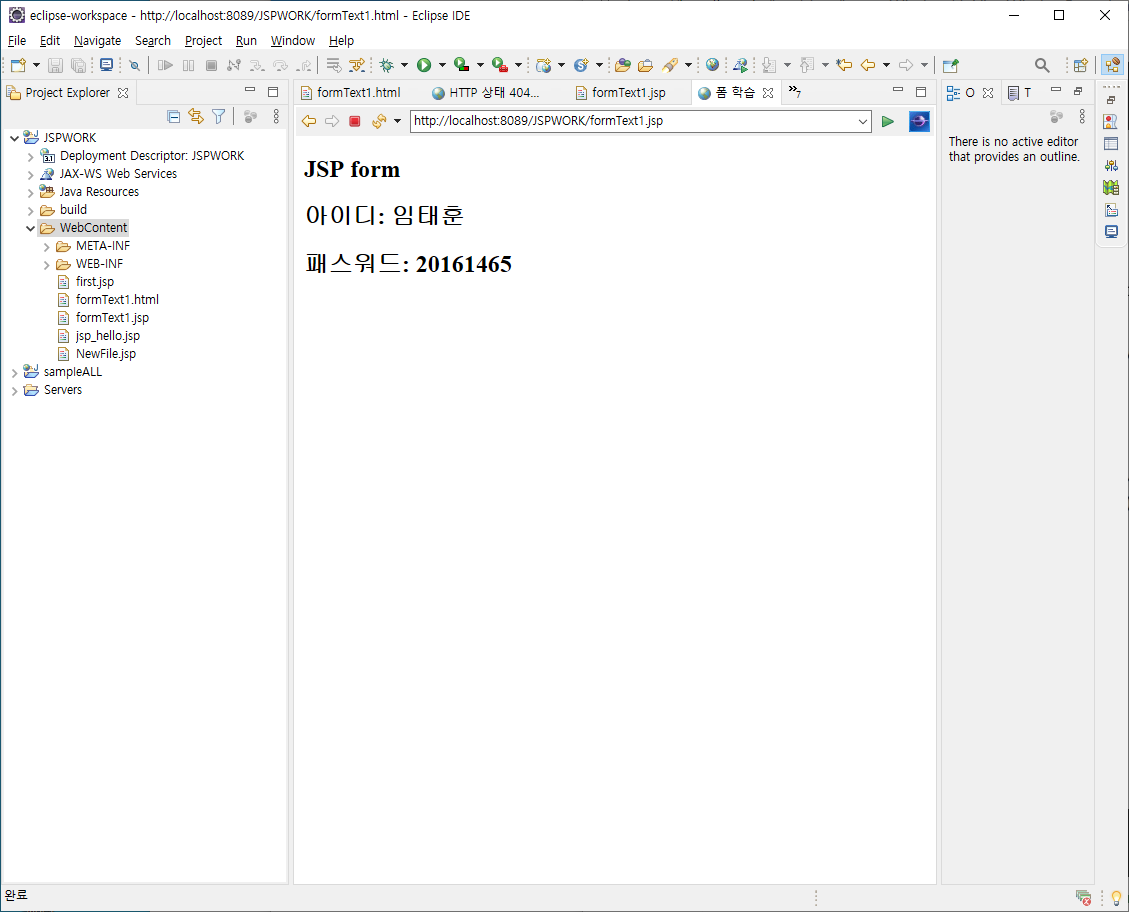 eclipse-workspace - http://localhost:8089/JSPWORK/formText1.html - Eclipse IDE
File Edit Navigate Search Project Run Window Help
Project Explorer
formText1.html HTTP 상태 404... formText1.jsp 폼 학습 »7
O T
http://localhost:8089/JSPWORK/formText1.jsp
JSPWORK
Deployment Descriptor: JSPWORK
JAX-WS Web Services
Java Resources
build
WebContent
META-INF
WEB-INF
first.jsp
formText1.html
formText1.jsp
jsp_hello.jsp
NewFile.jsp
sampleALL
Servers
JSP form
아이디: 임태훈
패스워드: 20161465
There is no active editor
that provides an outline.
완료